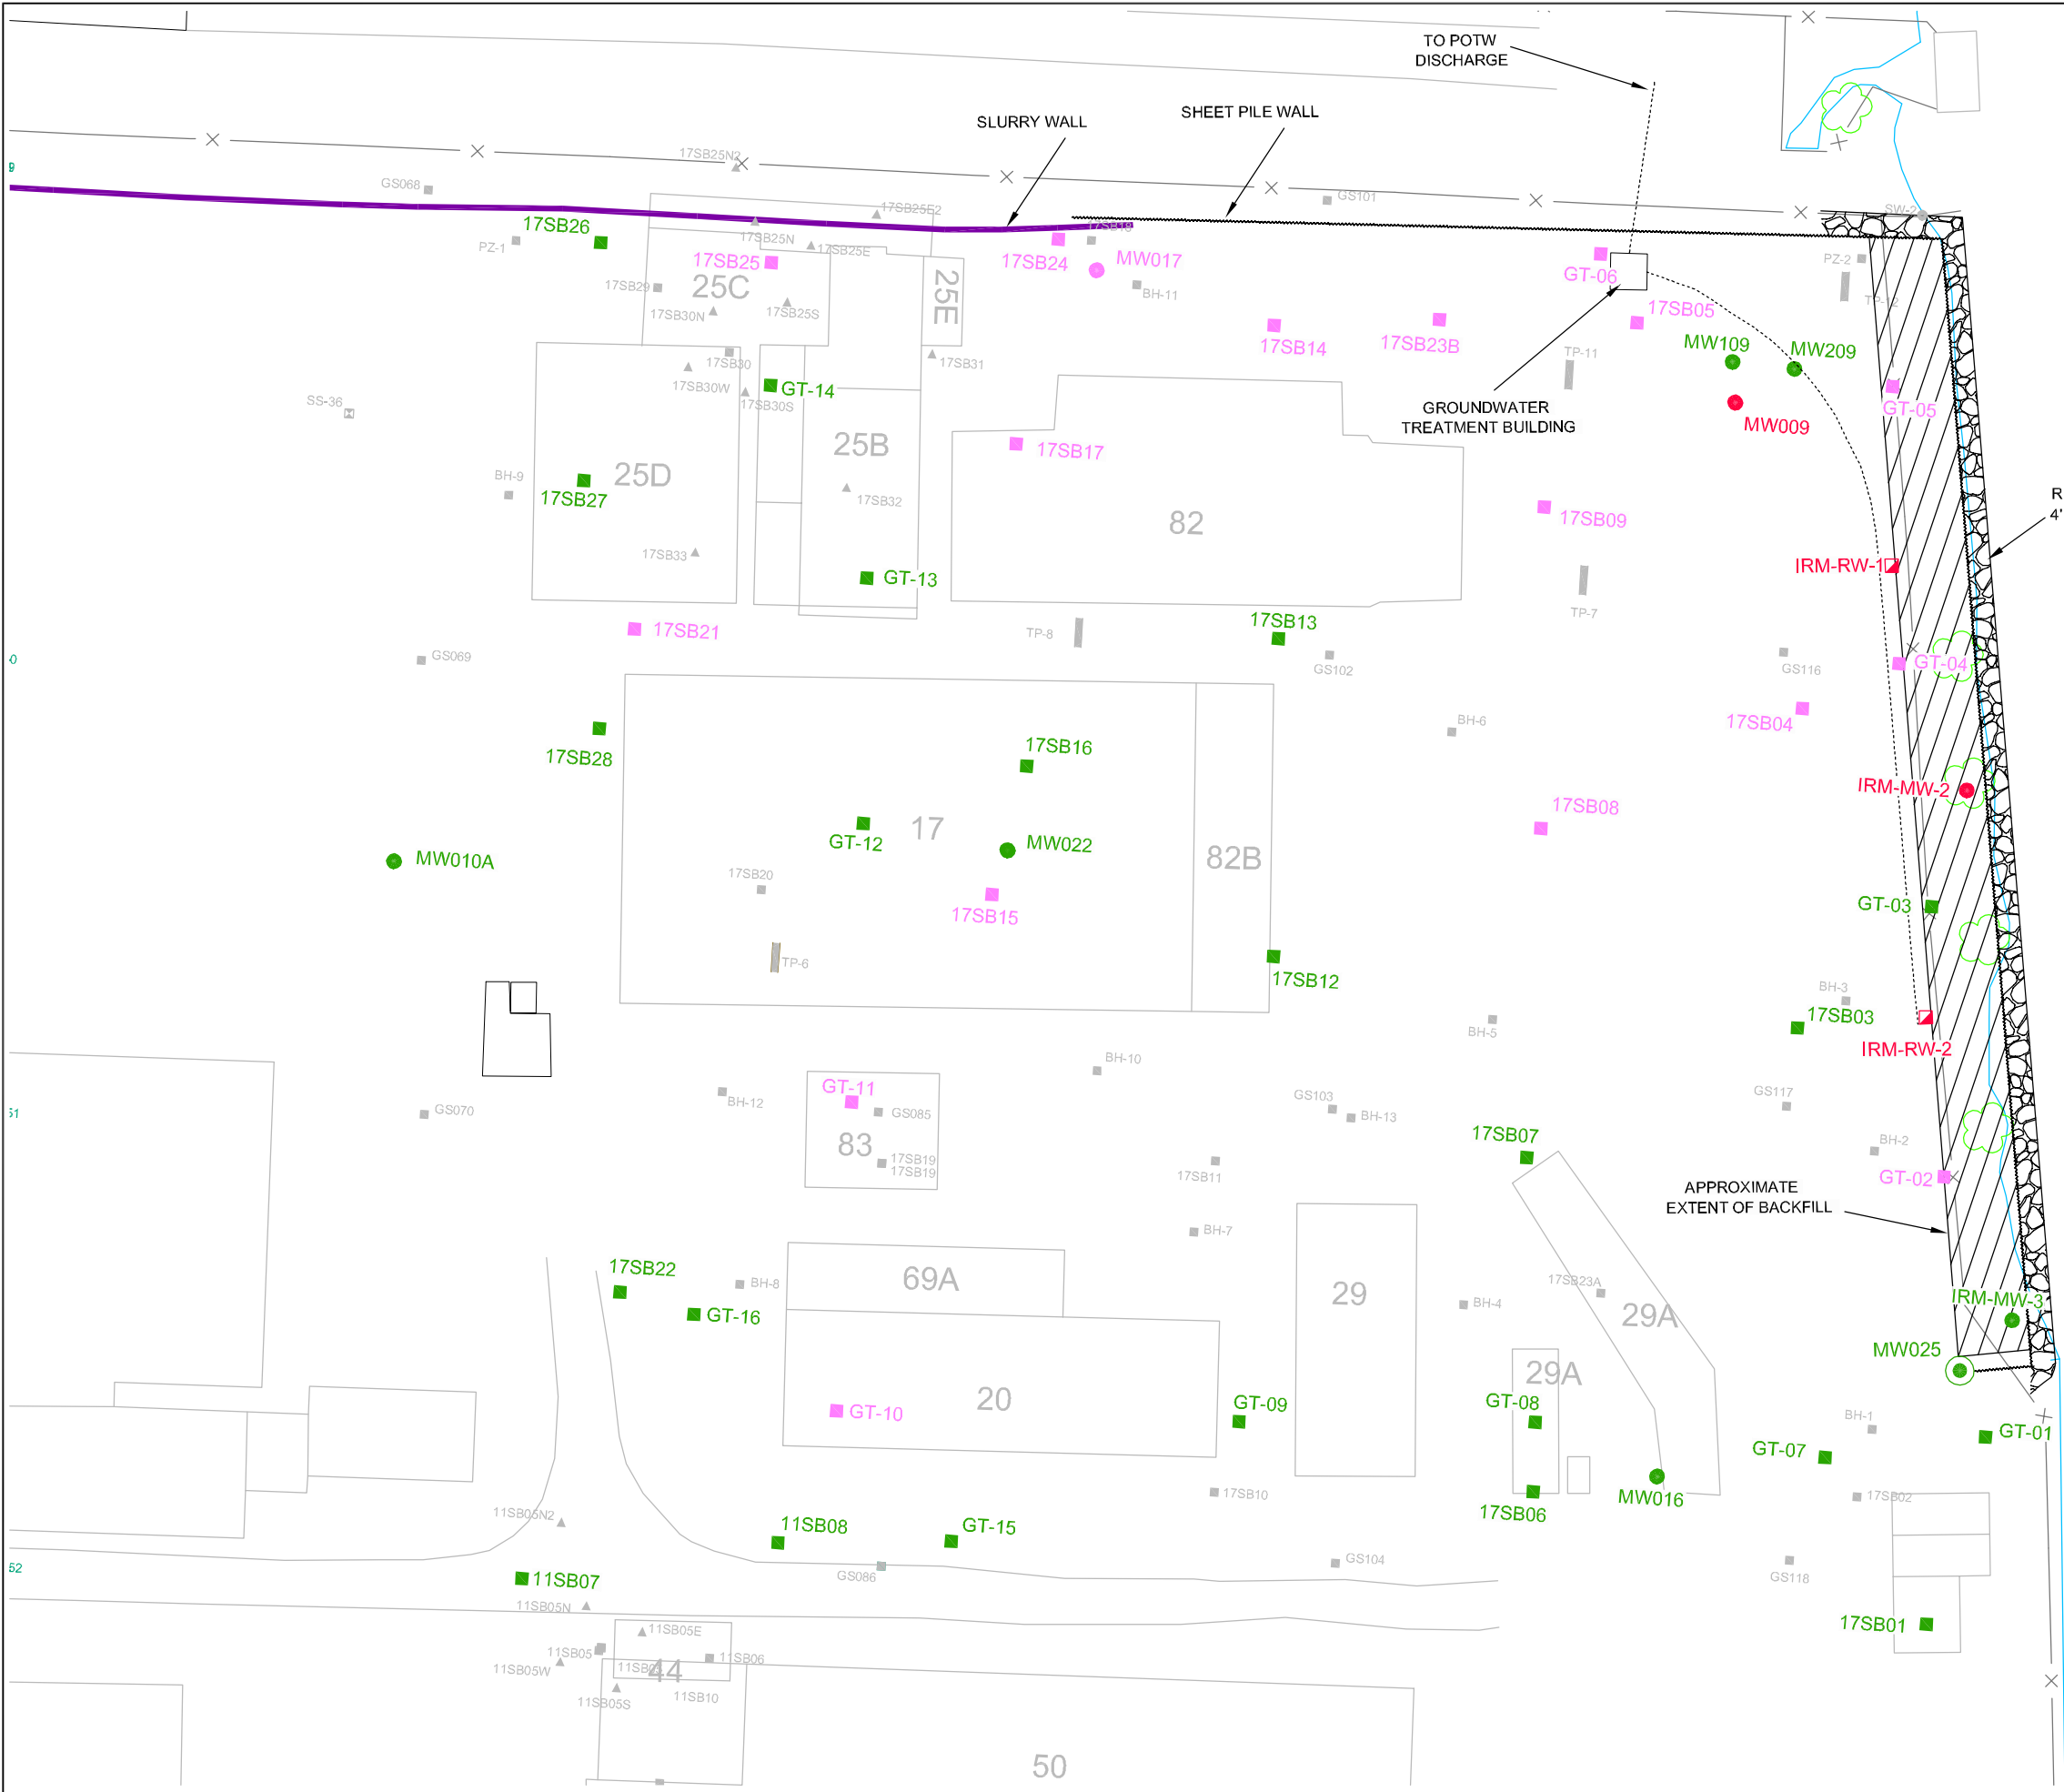 TO POTW
DISCHARGE
SLURRY WALL
SHEET PILE WALL
17SB25N2
GS068
17SB25E2
GS101
SW-2
17SB26
PZ-1
17SB25N
17SB25E
17SB18
17SB25
17SB24
MW017
GT-06
PZ-2
17SB29
25C
25E
BH-11
TP-12
17SB30N
17SB25S
17SB05
17SB14
17SB23B
MW109
MW209
17SB30
17SB31
TP-11
17SB30W
GT-14
17SB30S
SS-36
GROUNDWATER
TREATMENT BUILDING
GT-05
MW009
25B
17SB17
25D
BH-9
17SB27
17SB32
82
17SB09
R
4'
17SB33
GT-13
IRM-RW-1
TP-7
17SB21
TP-8
17SB13
GS069
GS102
GS116
GT-04
17SB28
17SB16
BH-6
17SB04
IRM-MW-2
17
GT-12
MW022
17SB08
MW010A
82B
17SB20
17SB15
GT-03
TP-6
17SB12
BH-3
17SB03
BH-5
IRM-RW-2
BH-10
GT-11
BH-12
GS085
GS070
51
GS103
BH-13
GS117
83
17SB19
17SB19
17SB07
BH-2
17SB11
GT-02
APPROXIMATE
EXTENT OF BACKFILL
BH-7
17SB22
BH-8
69A
29
17SB23A
BH-4
29A
IRM-MW-3
GT-16
MW025
29A
20
GT-10
GT-09
GT-08
BH-1
GT-01
GT-07
17SB10
17SB06
MW016
17SB02
11SB05N2
11SB08
GT-15
GS086
GS104
GS118
52
11SB07
11SB05N
17SB01
11SB05E
11SB05
11SB06
11SB05W
44
11SB10
11SB05S
50